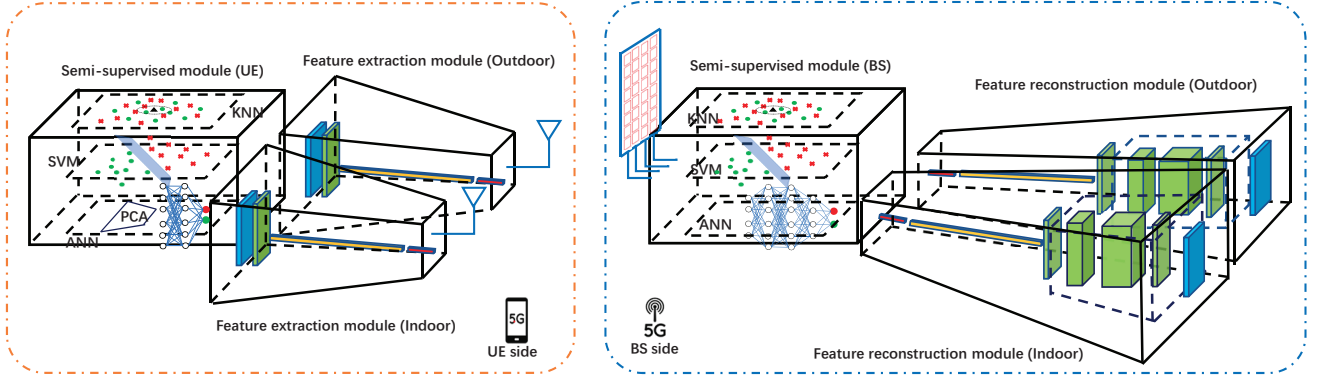 Semi-supervised module (UE)
Feature extraction module (Outdoor)
KNN
SVM
PCA
ANN
Feature extraction module (Indoor)
5G
UE side
Semi-supervised module (BS)
Feature reconstruction module (Outdoor)
KNN
SVM
ANN
5G
BS side
Feature reconstruction module (Indoor)